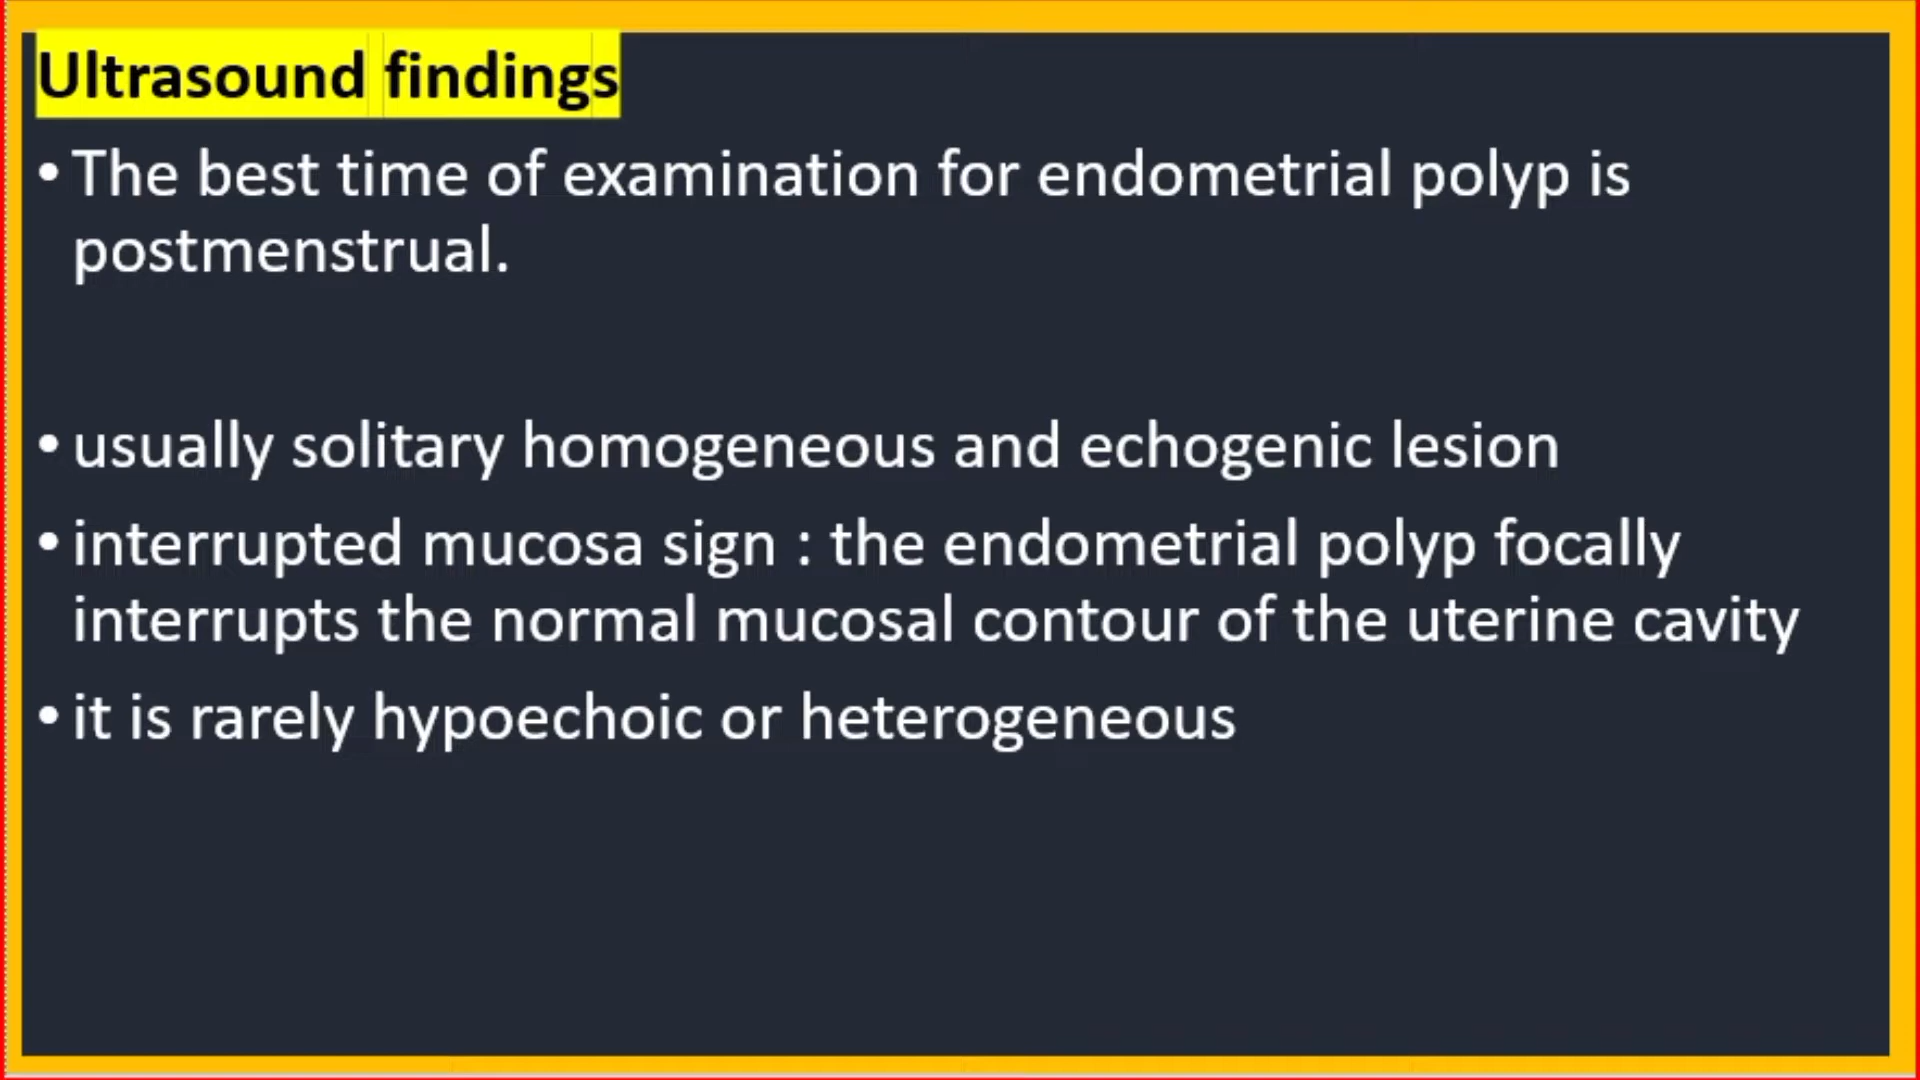 Ultrasound findings
• The best time of examination for endometrial polyp is
postmenstrual.
• usually solitary homogeneous and echogenic lesion
• interrupted mucosa sign : the endometrial polyp focally
interrupts the normal mucosal contour of the uterine cavity
• it is rarely hypoechoic or heterogeneous